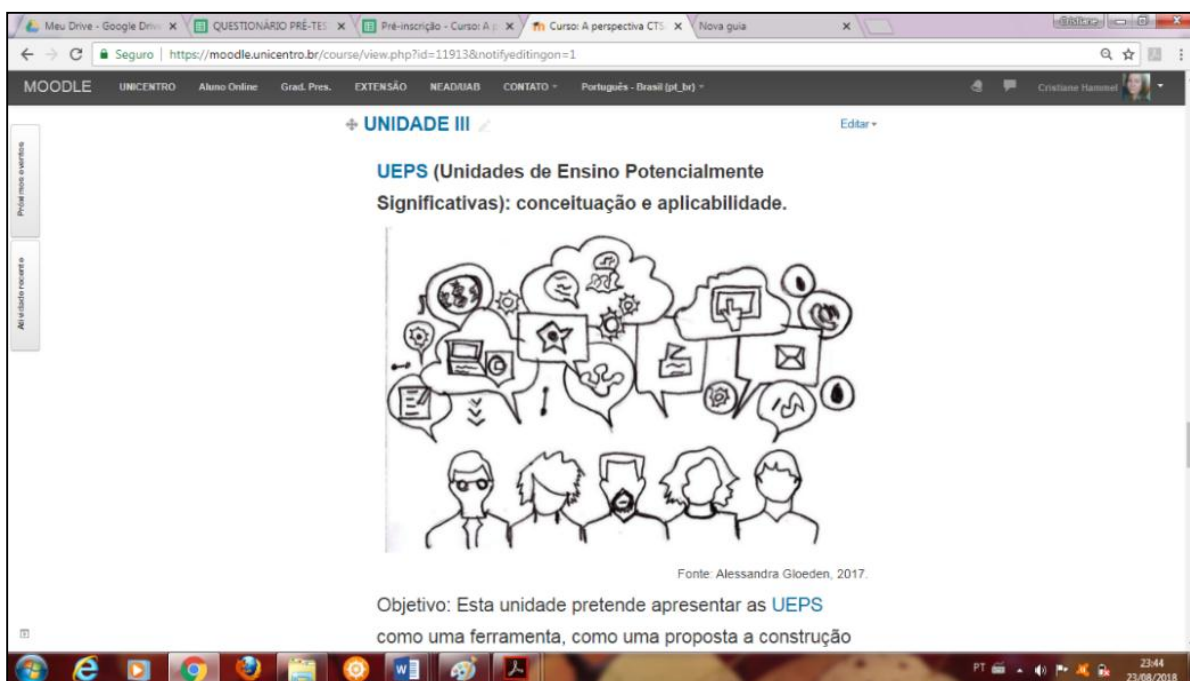 Meu Drive - Google Driv
QUESTIONÁRIO PRÉ-TES
Pré-inscrição - Curso: A p
Curso: A perspectiva CTS
Nova guia
Cristiane
Seguro | https://moodle.unicentro.br/course/view.php?id=11913&notifyeditingon=1
MOODLE UNICENTRO Aluno Online Grad. Pres. EXTENSÃO NEAD/UAB CONTATO Português - Brasil (pt_br) Cristiane Hammel
Próximos eventos
Atividade recente
UNIDADE III
Editar
UEPS (Unidades de Ensino Potencialmente
Significativas): conceituação e aplicabilidade.
Fonte: Alessandra Gloeden, 2017.
Objetivo: Esta unidade pretende apresentar as UEPS
como uma ferramenta, como uma proposta a construção
PT
23:44
23/08/2018